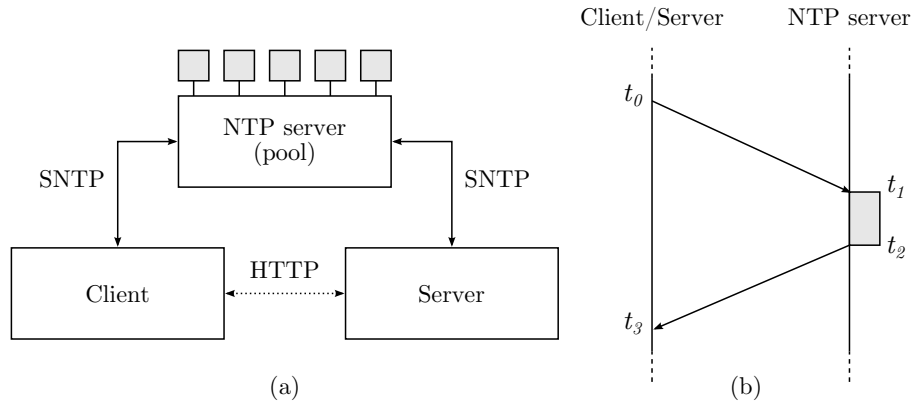 NTP server
(pool)
SNTP
SNTP
HTTP
Client
Server
(a)
Client/Server
NTP server
t0
t1
t2
t3
(b)